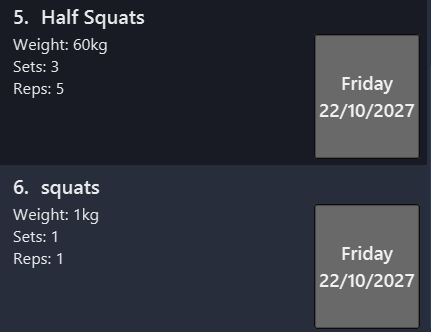 5. Half Squats
Weight: 60kg
Sets: 3
Reps: 5
Friday
22/10/2027
6. squats
Weight: 1kg
Sets: 1
Reps: 1
Friday
22/10/2027